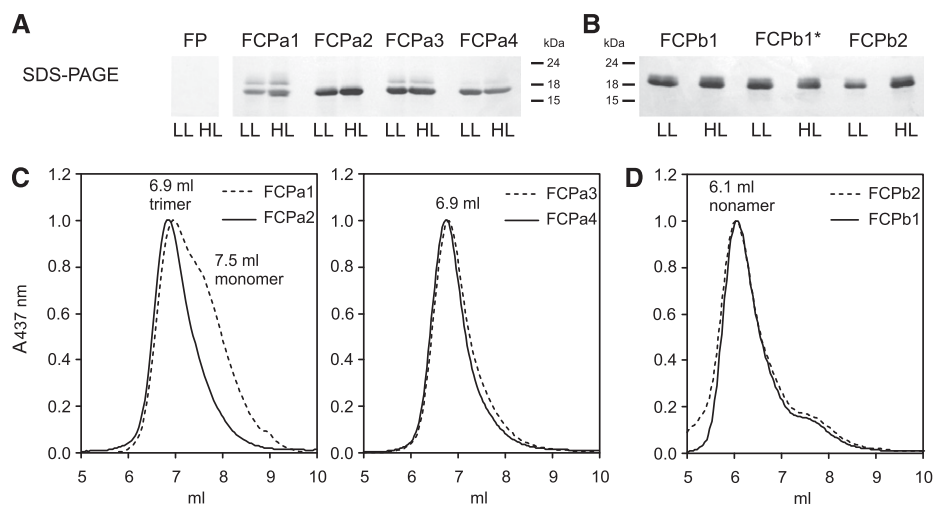 A
B
FP FCPa1 FCPa2 FCPa3 FCPa4 kDa
kDa FCPb1 FCPb1* FCPb2
SDS-PAGE
24
18
15
24
18
15
LL HL LL HL LL HL LL HL LL HL
LL HL LL HL LL HL
C
1.2
1.0
0.8
0.6
0.4
0.2
0.0
A437 nm
6.9 ml
trimer
FCPa1
FCPa2
7.5 ml
monomer
5 6 7 8 9 10
ml
1.2
1.0
0.8
0.6
0.4
0.2
0.0
6.9 ml
FCPa3
FCPa4
5 6 7 8 9 10
ml
D
1.2
1.0
0.8
0.6
0.4
0.2
0.0
6.1 ml
nonamer
FCPb2
FCPb1
5 6 7 8 9 10
ml